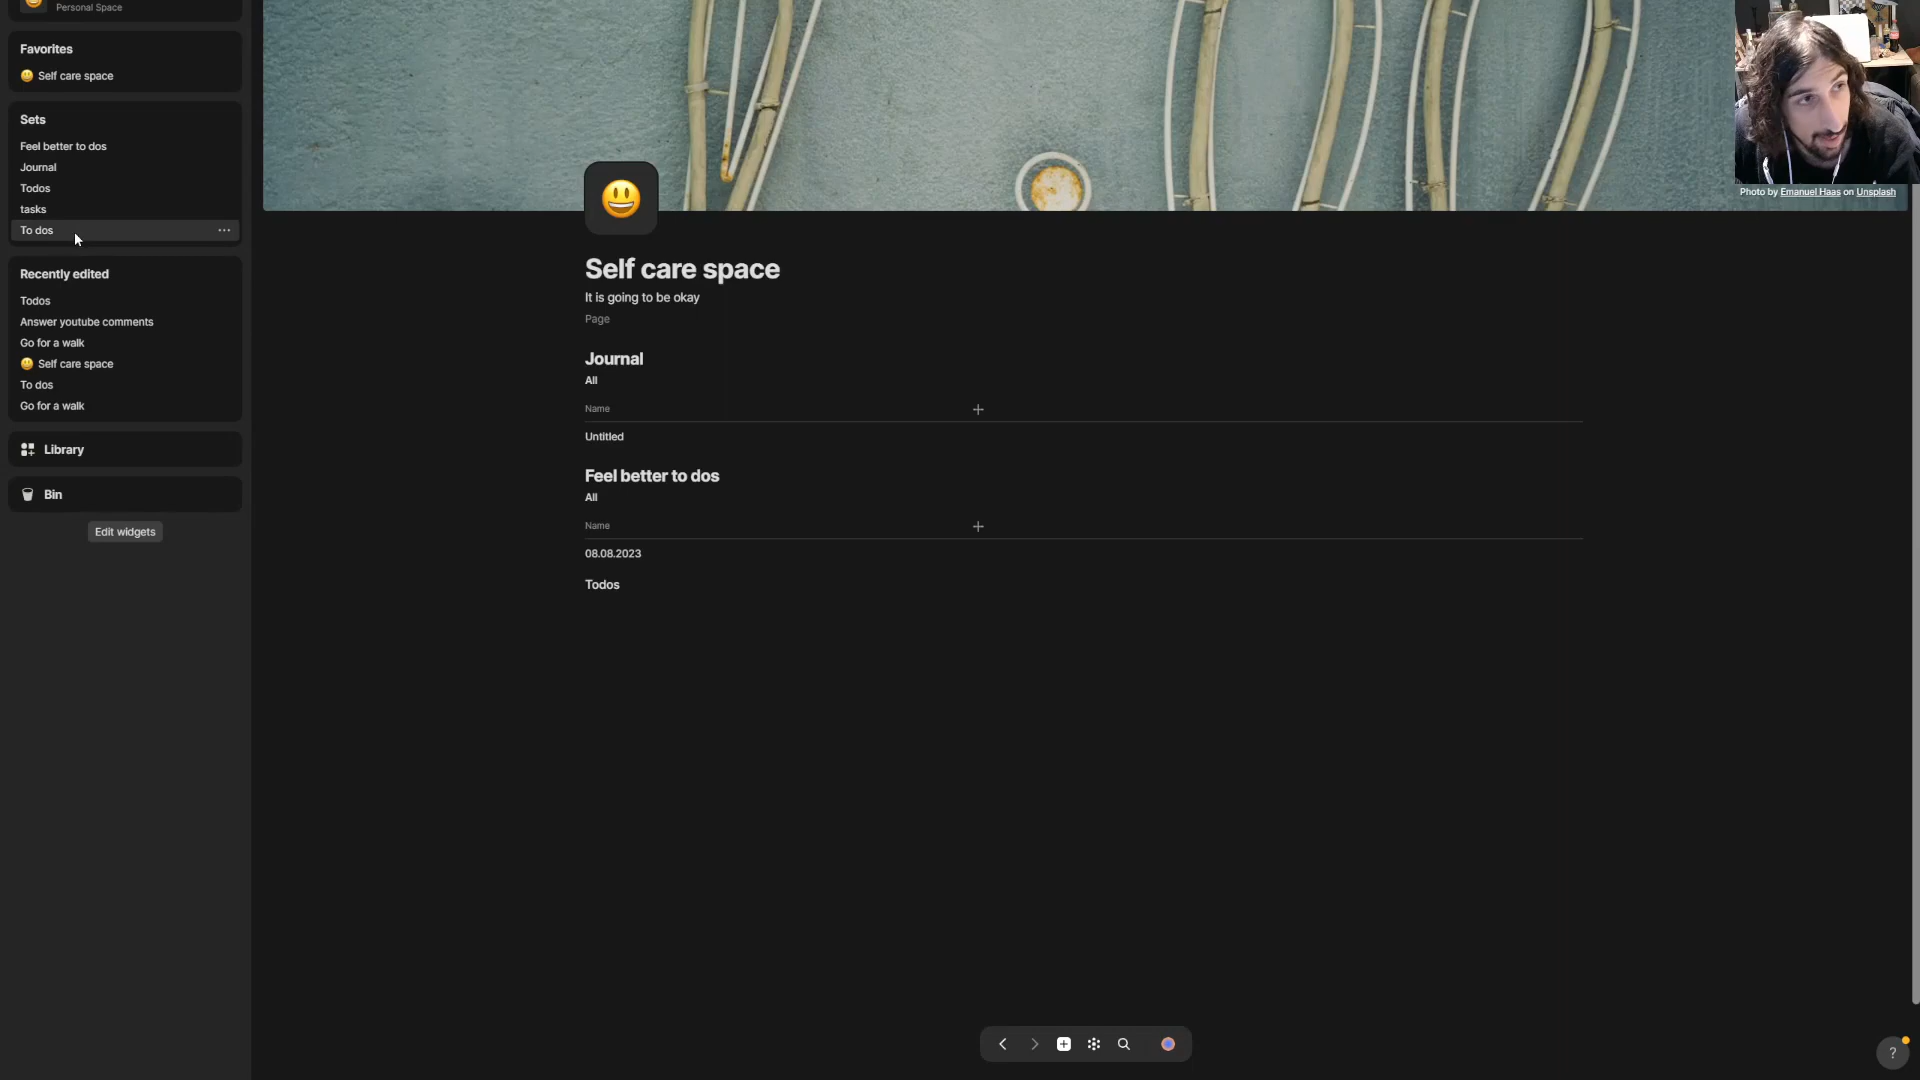 Personal Space
Favorites
Self care space
Sets
Feel better to dos
Journal
Todos
tasks
To dos
Recently edited
Todos
Answer youtube comments
Go for a walk
Self care space
To dos
Go for a walk
Library
Bin
Edit widgets
Photo by Emanuel Haas on Unsplash
Self care space
It is going to be okay
Page
Journal
All
Name
Untitled
Feel better to dos
All
Name
08.08.2023
Todos
?